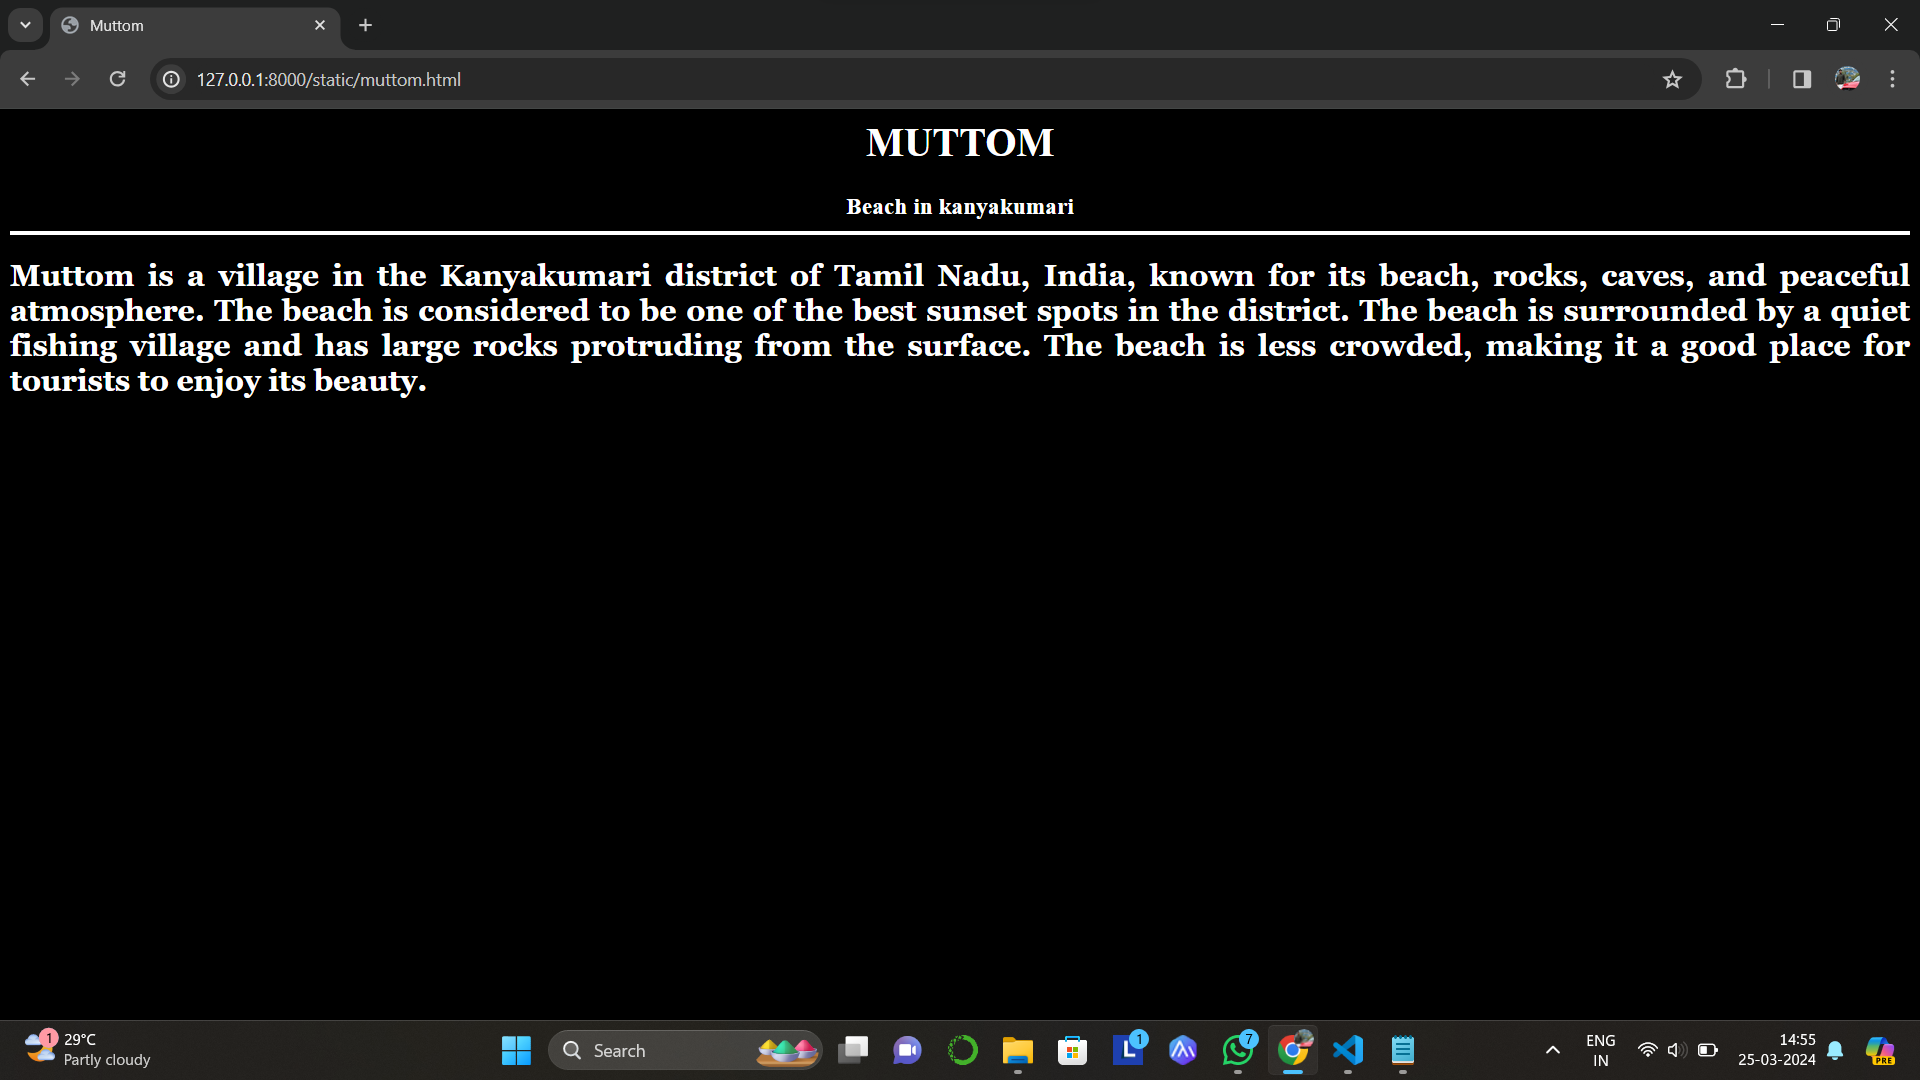 Muttom
127.0.0.1:8000/static/muttom.html
MUTTOM
Beach in kanyakumari
Muttom is a village in the Kanyakumari district of Tamil Nadu, India, known for its beach, rocks, caves, and peaceful
atmosphere. The beach is considered to be one of the best sunset spots in the district. The beach is surrounded by a quiet
fishing village and has large rocks protruding from the surface. The beach is less crowded, making it a good place for
tourists to enjoy its beauty.
1
29°C
Partly cloudy
Search
L
1
7
ENG
IN
14:55
25-03-2024
PRE